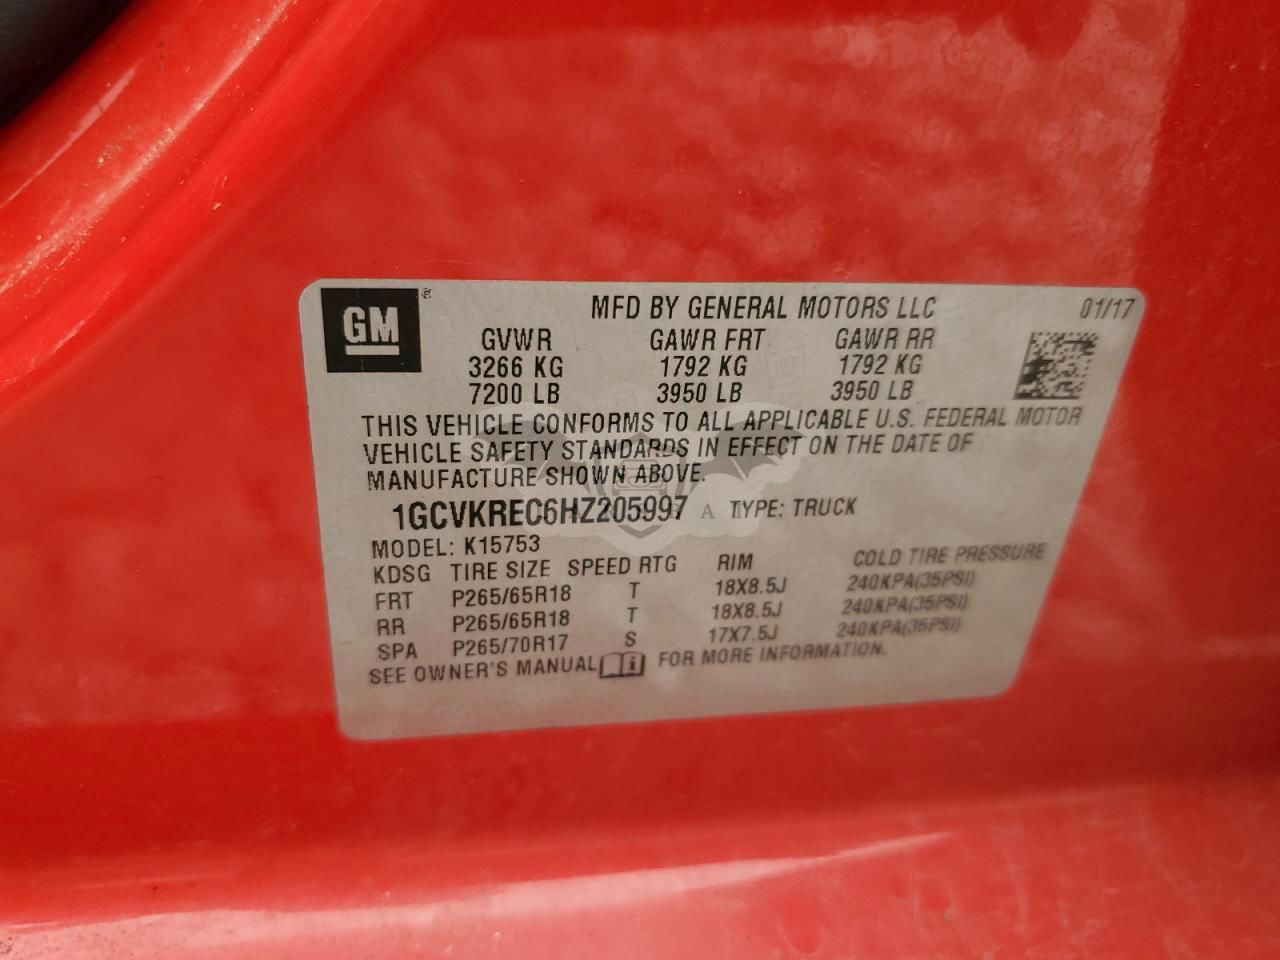 GM
MFD BY GENERAL MOTORS LLC 01/17
GVWR GAWR FRT GAWR RR
3266 KG 1792 KG 1792 KG
7200 LB 3950 LB 3950 LB
THIS VEHICLE CONFORMS TO ALL APPLICABLE U.S. FEDERAL MOTOR
VEHICLE SAFETY STANDARDS IN EFFECT ON THE DATE OF
MANUFACTURE SHOWN ABOVE.
1GCVKREC6HZ205997 TYPE: TRUCK
MODEL: K15753
KDSG TIRE SIZE SPEED RTG RIM COLD TIRE PRESSURE
FRT P265/65R18 T 18X8.5J 240KPA(35PSI)
RR P265/65R18 T 18X8.5J 240KPA(35PSI)
SPA P265/70R17 S 17X7.5J 240KPA(35PSI)
SEE OWNER'S MANUAL FOR MORE INFORMATION.